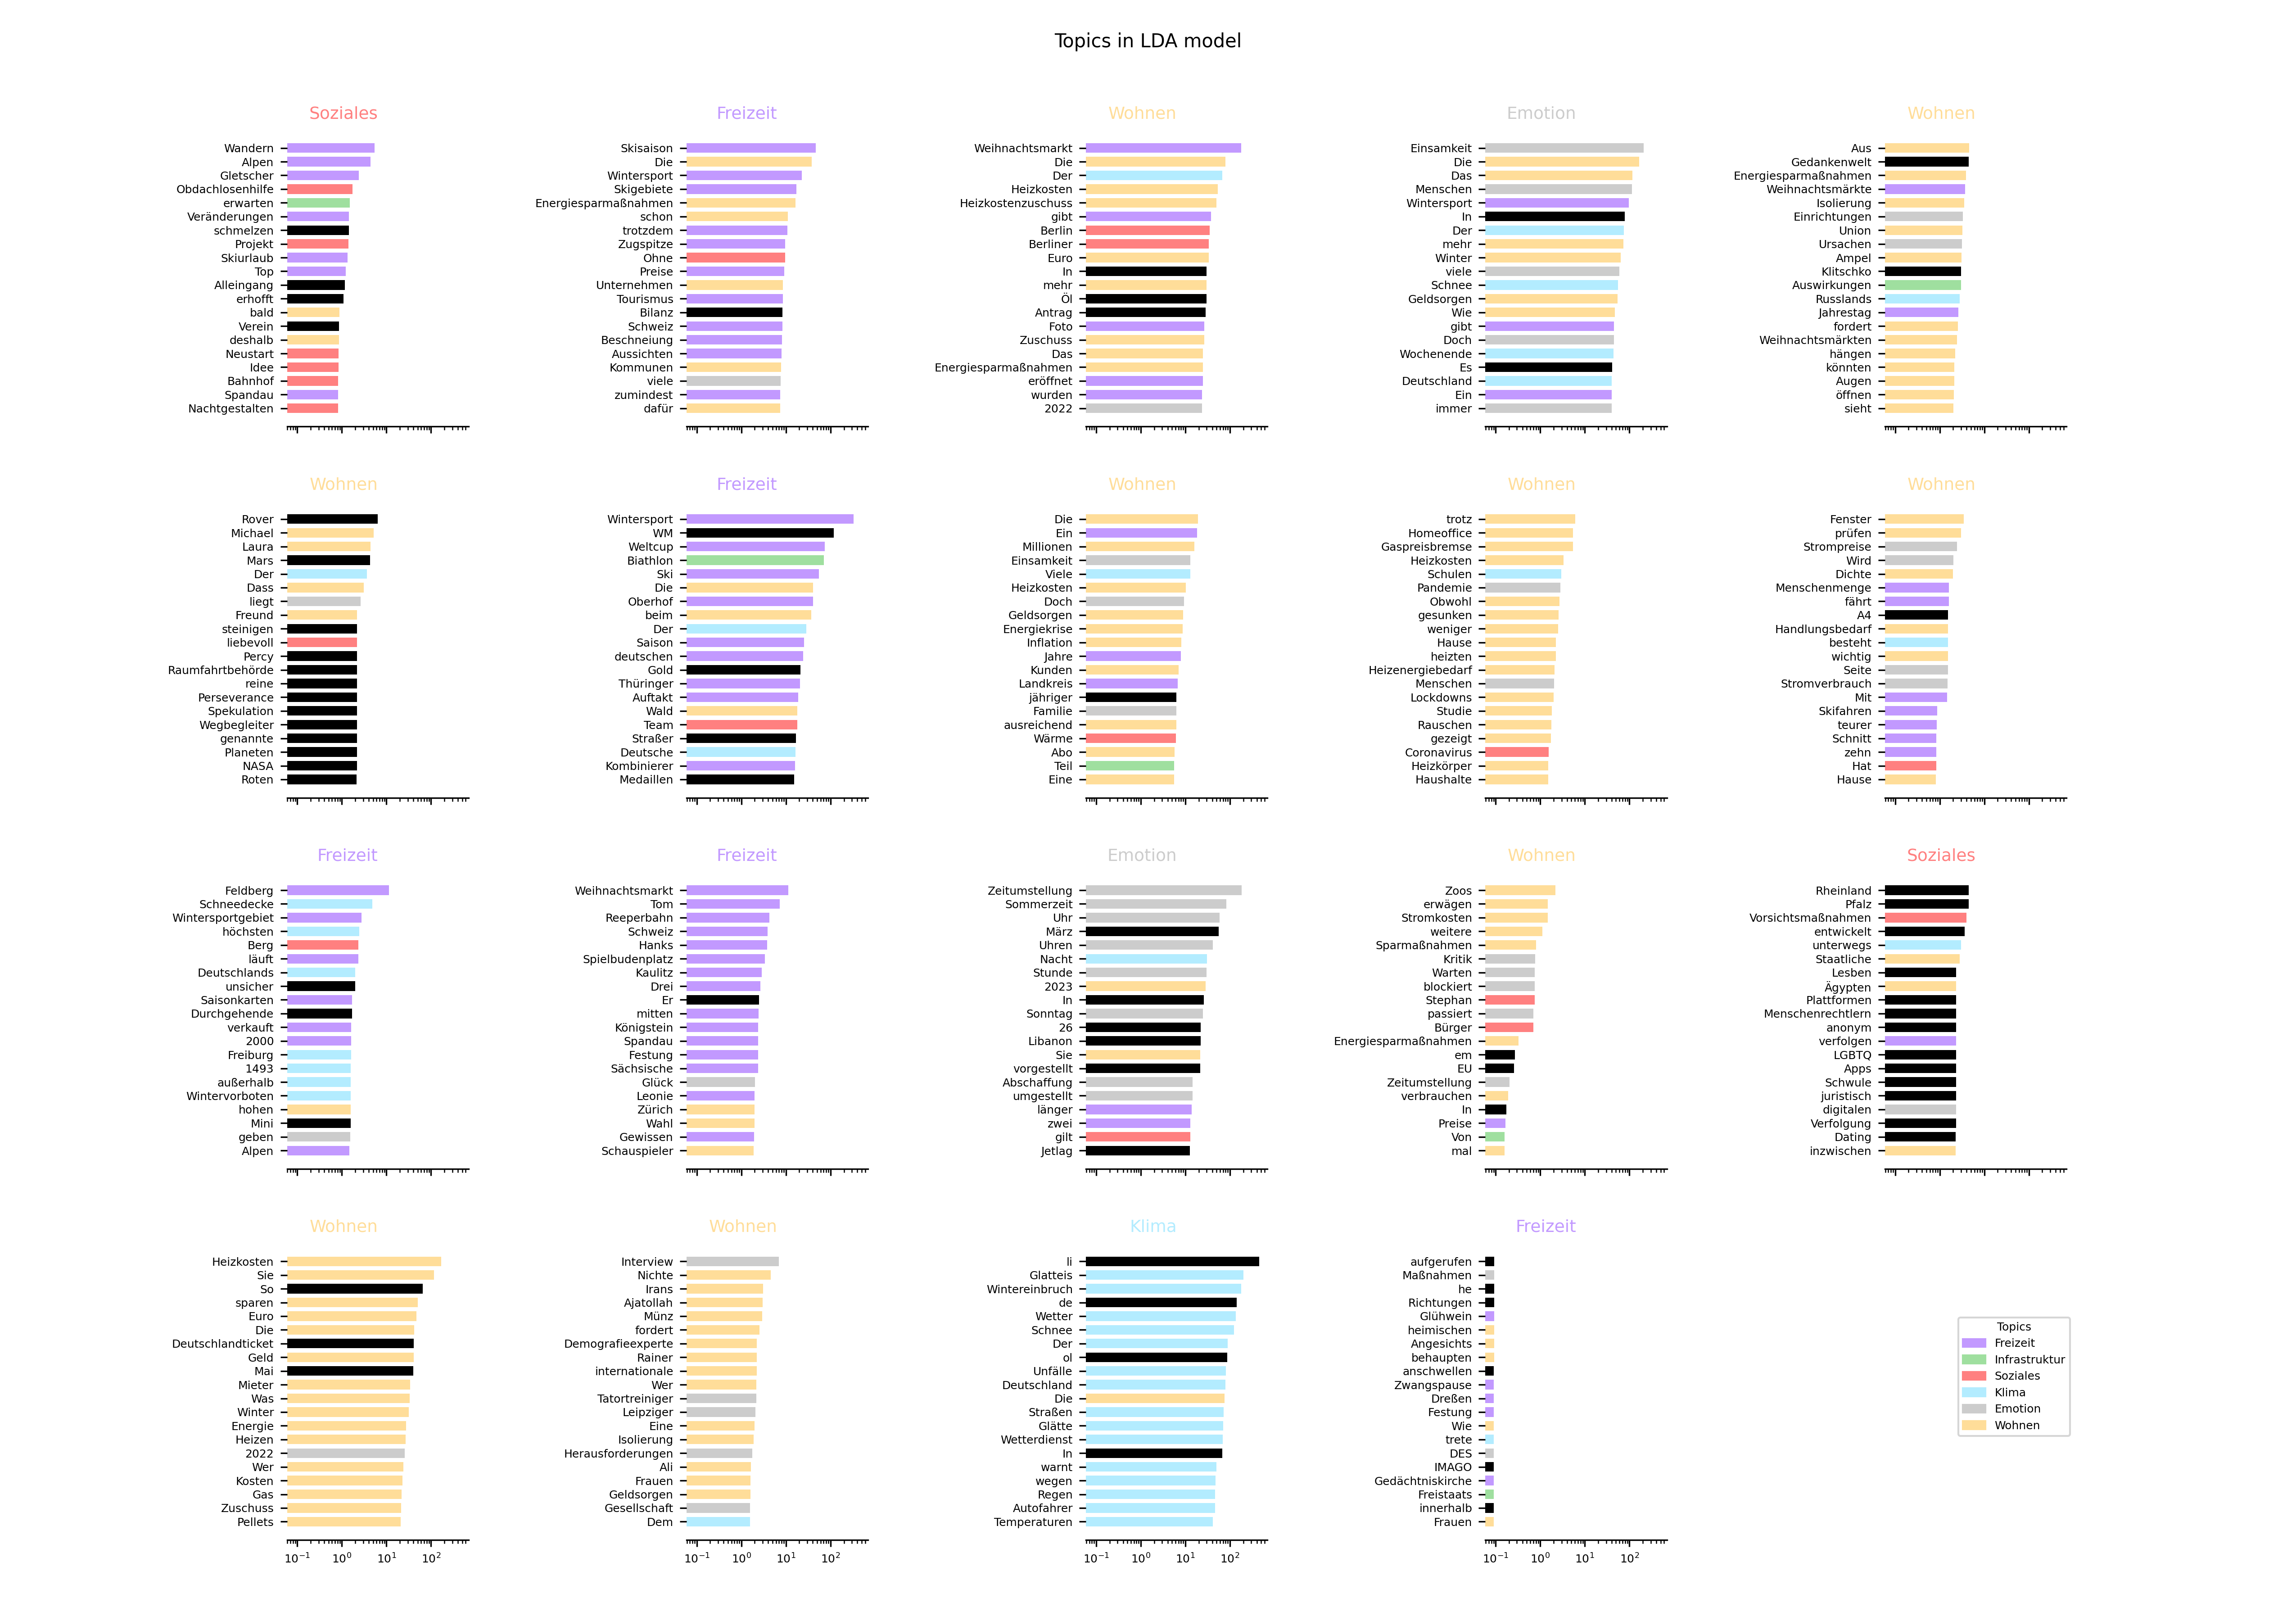 Topics in LDA model
Soziales
Wandern
Alpen
Gletscher
Obdachlosenhilfe
erwarten
Veränderungen
schmelzen
Projekt
Skiurlaub
Top
Alleingang
erhofft
bald
Verein
deshalb
Neustart
Idee
Bahnhof
Spandau
Nachtgestalten
Freizeit
Skisaison
Die
Wintersport
Skigebiete
Energiesparmaßnahmen
schon
trotzdem
Zugspitze
Ohne
Preise
Unternehmen
Tourismus
Bilanz
Schweiz
Beschneiung
Aussichten
Kommunen
viele
zumindest
dafür
Wohnen
Weihnachtsmarkt
Die
Der
Heizkosten
Heizkostenzuschuss
gibt
Berlin
Berliner
Euro
In
mehr
Öl
Antrag
Foto
Zuschuss
Das
Energiesparmaßnahmen
eröffnet
wurden
2022
Emotion
Einsamkeit
Die
Das
Menschen
Wintersport
In
Der
mehr
Winter
viele
Schnee
Geldsorgen
Wie
gibt
Doch
Wochenende
Es
Deutschland
Ein
immer
Wohnen
Aus
Gedankenwelt
Energiesparmaßnahmen
Weihnachtsmärkte
Isolierung
Einrichtungen
Union
Ursachen
Ampel
Klitschko
Auswirkungen
Russlands
Jahrestag
fordert
Weihnachtsmärkten
hängen
könnten
Augen
öffnen
sieht
Wohnen
Rover
Michael
Laura
Mars
Der
Dass
liegt
Freund
steinigen
liebevoll
Percy
Raumfahrtbehörde
reine
Perseverance
Spekulation
Wegbegleiter
genannte
Planeten
NASA
Roten
Freizeit
Wintersport
WM
Weltcup
Biathlon
Ski
Die
Oberhof
beim
Der
Saison
deutschen
Gold
Thüringer
Auftakt
Wald
Team
Straßer
Deutsche
Kombinierer
Medaillen
Wohnen
Die
Ein
Millionen
Einsamkeit
Viele
Heizkosten
Doch
Geldsorgen
Energiekrise
Inflation
Jahre
Kunden
Landkreis
jähriger
Familie
ausreichend
Wärme
Abo
Teil
Eine
Wohnen
trotz
Homeoffice
Gaspreisbremse
Heizkosten
Schulen
Pandemie
Obwohl
gesunken
weniger
Hause
heizten
Heizenergiebedarf
Menschen
Lockdowns
Studie
Rauschen
gezeigt
Coronavirus
Heizkörper
Haushalte
Wohnen
Fenster
prüfen
Strompreise
Wird
Dichte
Menschenmenge
fährt
A4
Handlungsbedarf
besteht
wichtig
Seite
Stromverbrauch
Mit
Skifahren
teurer
Schnitt
zehn
Hat
Hause
Freizeit
Feldberg
Schneedecke
Wintersportgebiet
höchsten
Berg
läuft
Deutschlands
unsicher
Saisonkarten
Durchgehende
verkauft
2000
Freiburg
1493
außerhalb
Wintervorboten
hohen
Mini
geben
Alpen
Freizeit
Weihnachtsmarkt
Tom
Reeperbahn
Schweiz
Hanks
Spielbudenplatz
Kaulitz
Drei
Er
mitten
Königstein
Spandau
Festung
Sächsische
Glück
Leonie
Zürich
Wahl
Gewissen
Schauspieler
Emotion
Zeitumstellung
Sommerzeit
Uhr
März
Uhren
Nacht
Stunde
2023
In
Sonntag
26
Libanon
Sie
vorgestellt
Abschaffung
umgestellt
länger
zwei
gilt
Jetlag
Wohnen
Zoos
erwägen
Stromkosten
weitere
Sparmaßnahmen
Kritik
Warten
blockiert
Stephan
passiert
Bürger
Energiesparmaßnahmen
em
EU
Zeitumstellung
verbrauchen
In
Preise
Von
mal
Soziales
Rheinland
Pfalz
Vorsichtsmaßnahmen
entwickelt
unterwegs
Staatliche
Lesben
Ägypten
Plattformen
Menschenrechtlern
anonym
verfolgen
LGBTQ
Apps
Schwule
juristisch
digitalen
Verfolgung
Dating
inzwischen
Wohnen
Heizkosten
Sie
So
sparen
Euro
Die
Deutschlandticket
Geld
Mai
Mieter
Was
Winter
Energie
Heizen
2022
Wer
Kosten
Gas
Zuschuss
Pellets
10⁻¹ 10⁰ 10¹ 10²
Wohnen
Interview
Nichte
Irans
Ajatollah
Münz
fordert
Demografieexperte
Rainer
internationale
Wer
Tatortreiniger
Leipziger
Eine
Isolierung
Herausforderungen
Ali
Frauen
Geldsorgen
Gesellschaft
Dem
10⁻¹ 10⁰ 10¹ 10²
Klima
li
Glatteis
Wintereinbruch
de
Wetter
Schnee
Der
ol
Unfälle
Deutschland
Die
Straßen
Glätte
Wetterdienst
In
warnt
wegen
Regen
Autofahrer
Temperaturen
10⁻¹ 10⁰ 10¹ 10²
Freizeit
aufgerufen
Maßnahmen
he
Richtungen
Glühwein
heimischen
Angesichts
behaupten
anschwellen
Zwangspause
Dreßen
Festung
Wie
trete
DES
IMAGO
Gedächtniskirche
Freistaats
innerhalb
Frauen
10⁻¹ 10⁰ 10¹ 10²
Topics
Freizeit
Infrastruktur
Soziales
Klima
Emotion
Wohnen